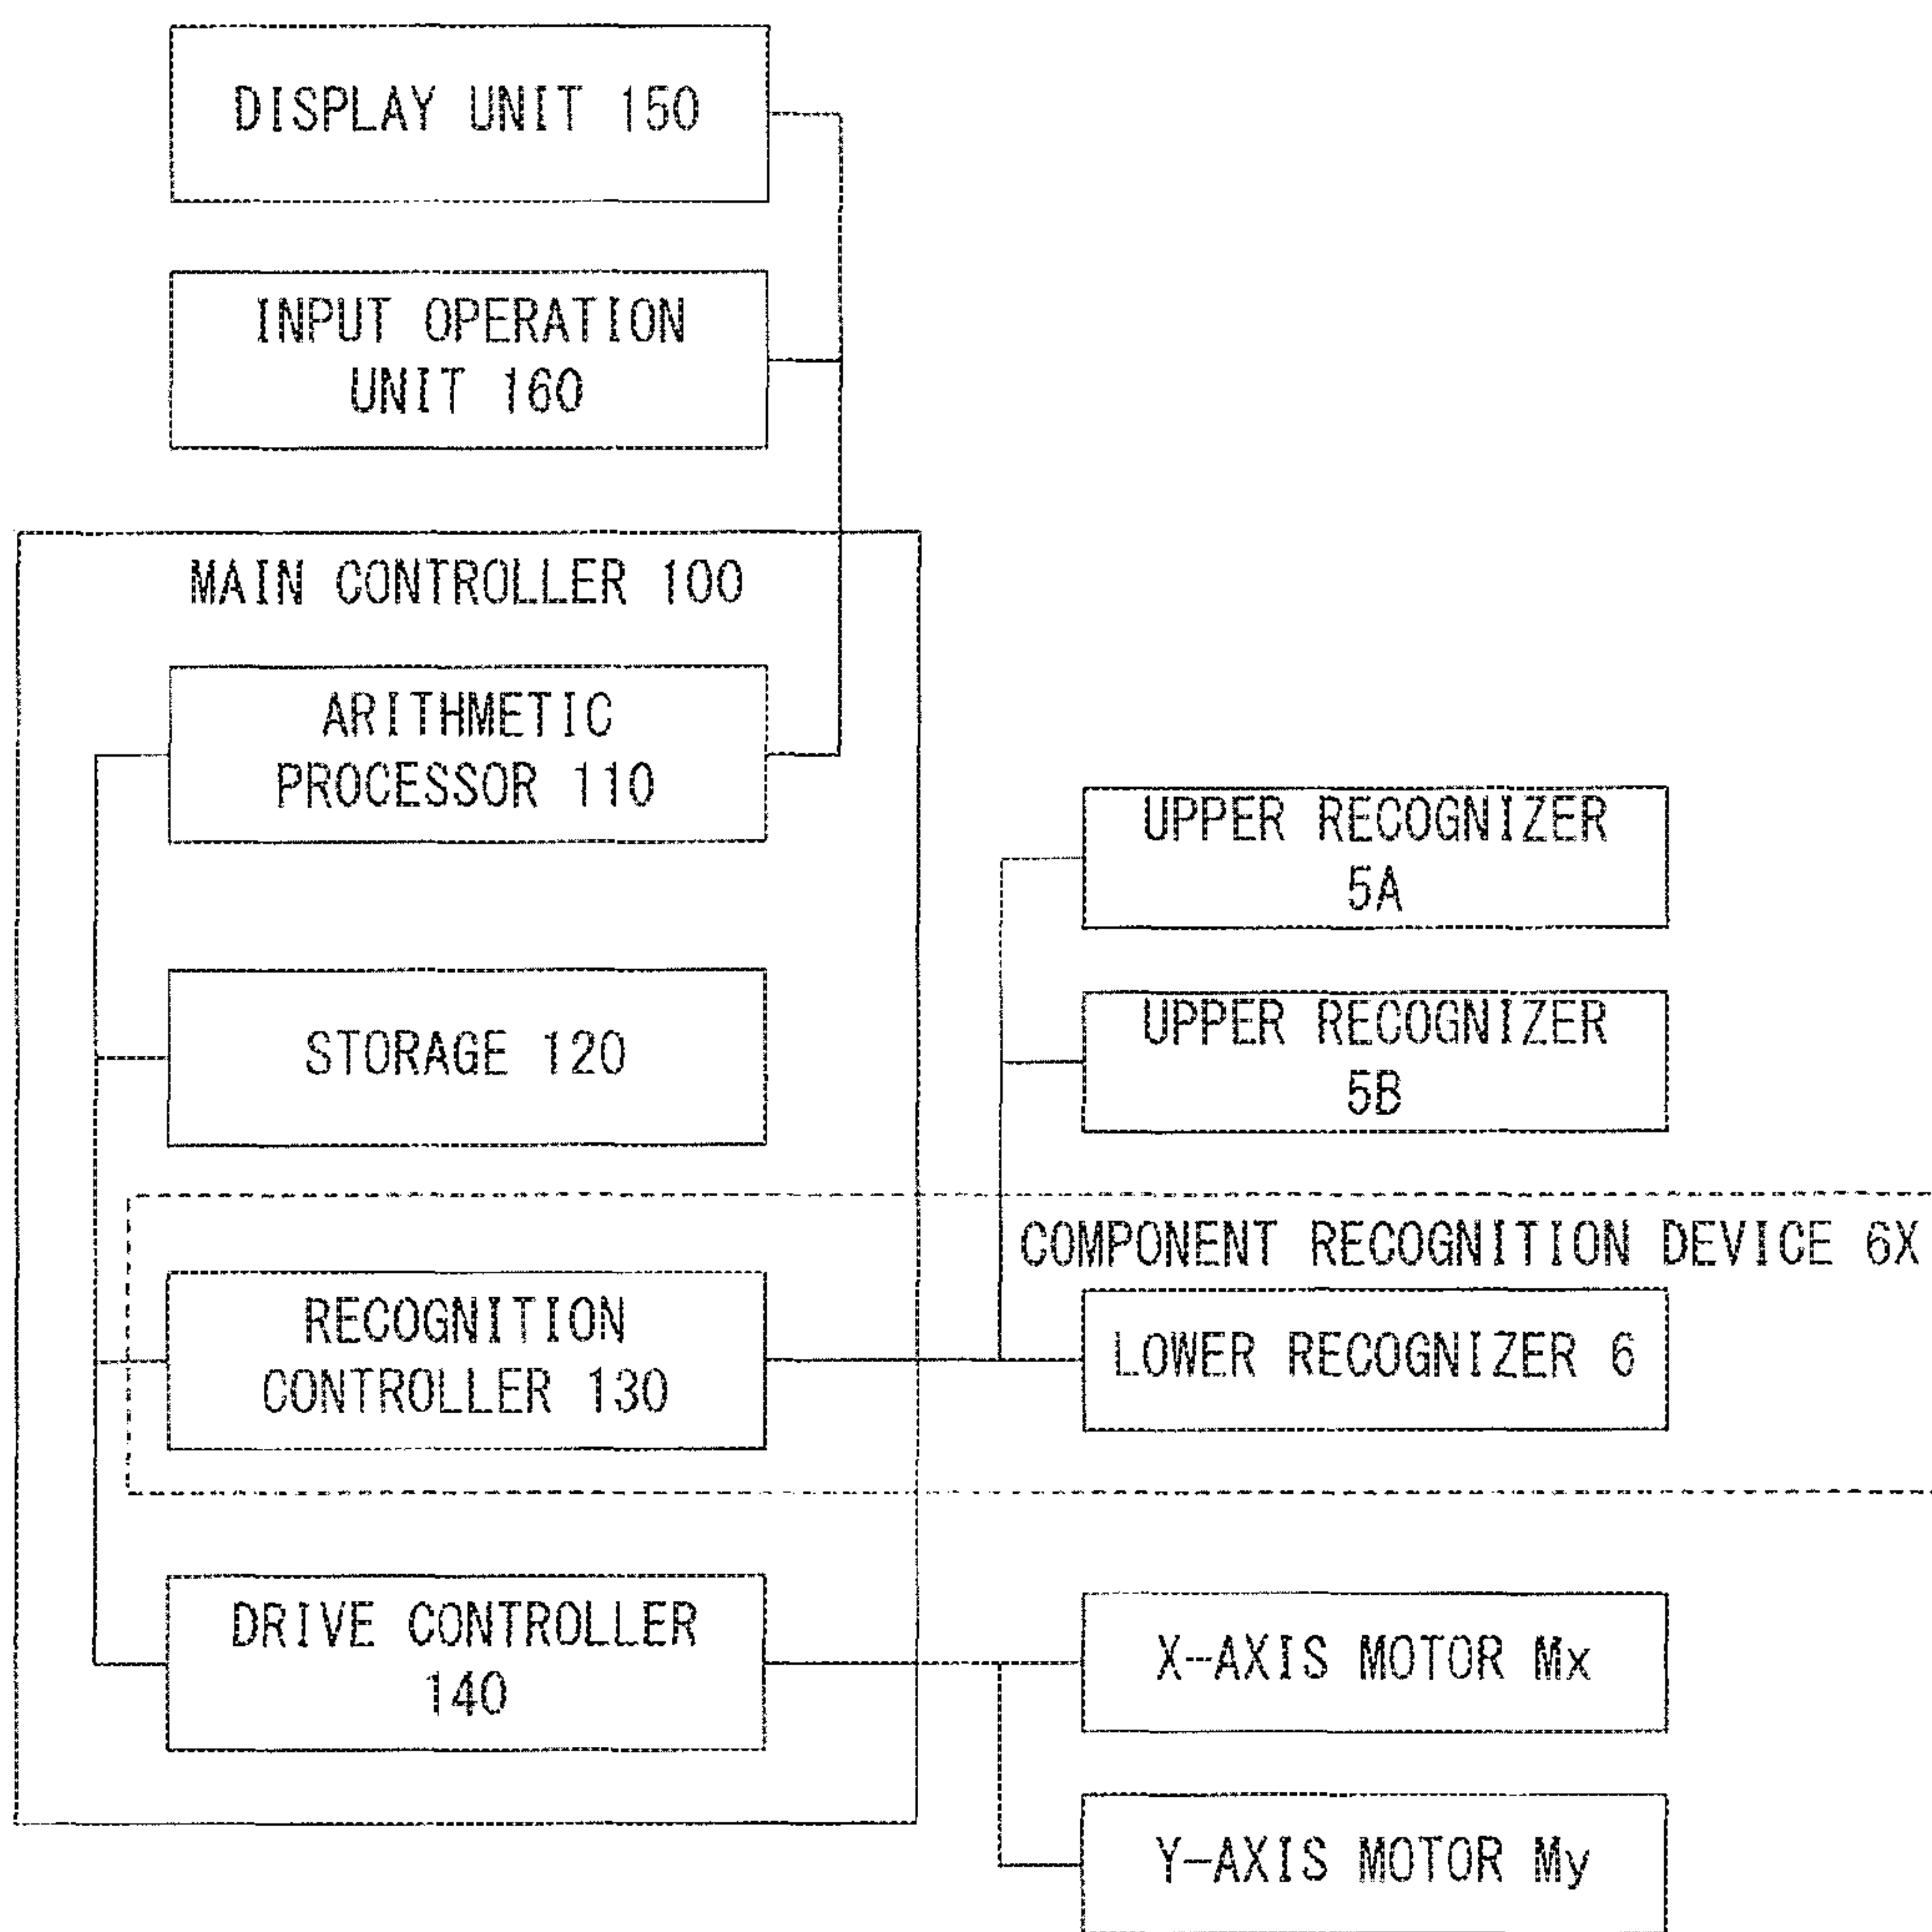 DISPLAY UNIT 150
INPUT OPERATION
UNIT 160
MAIN CONTROLLER 100
ARITHMETIC
PROCESSOR 110
STORAGE 120
RECOGNITION
CONTROLLER 130
DRIVE CONTROLLER
140
UPPER RECOGNIZER
5A
UPPER RECOGNIZER
5B
COMPONENT RECOGNITION DEVICE 6X
LOWER RECOGNIZER 6
X-AXIS MOTOR Mx
Y-AXIS MOTOR My